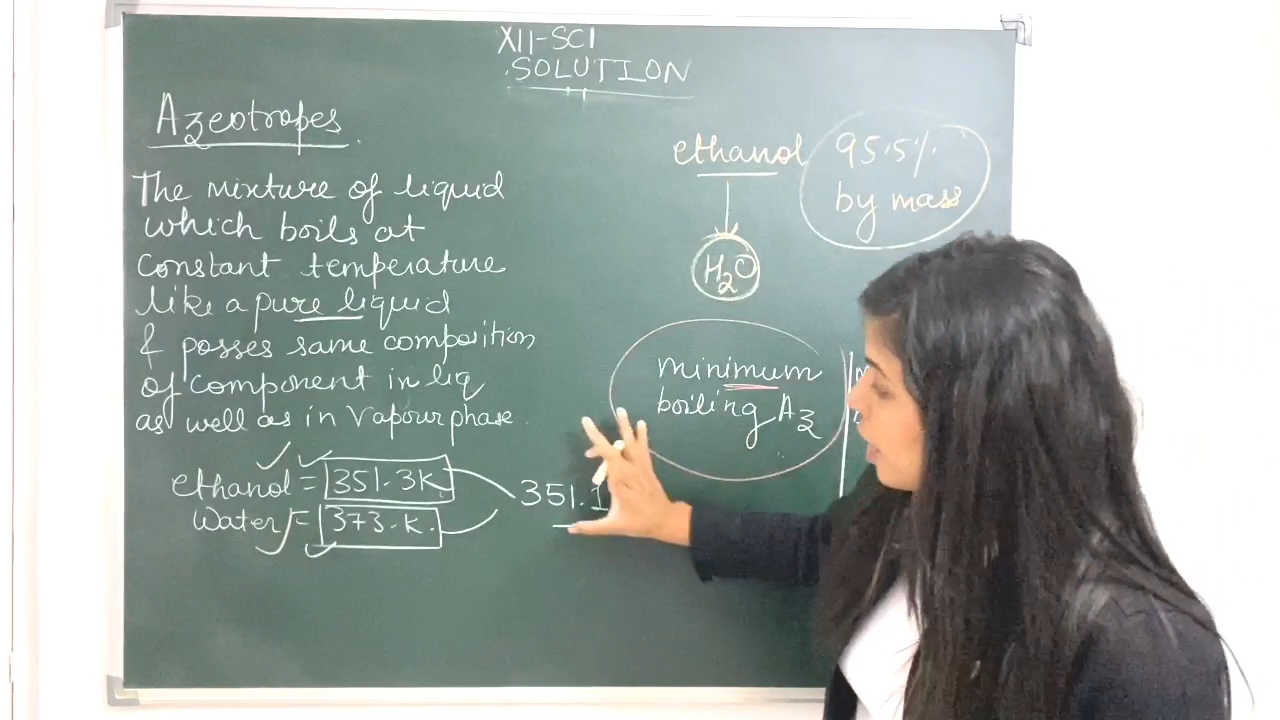 XII-SCI
SOLUTION
Azeotropes
The mixture of liquid
which boils at
constant temperature
like a pure liquid
& posses same composition
of component in liq
as well as in Vapour phase.
ethanol = 351.3K
Water = 373.K.
351.1
ethanol 95.5%
by mass
H2O
minimum
boiling Az